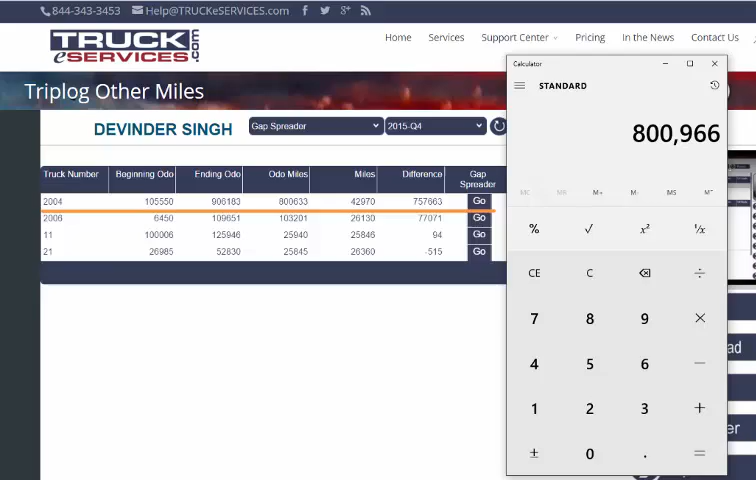 844-343-3453 Help@TRUCKeSERVICES.com f g+
TRUCK
eSERVICES.com
Home Services Support Center Pricing In the News Contact Us
Triplog Other Miles
DEVINDER SINGH Gap Spreader 2015-Q4
Truck Number Beginning Odo Ending Odo Odo Miles Miles Difference Gap Spreader
2004 105550 906183 800633 42970 757663 Go
2006 6450 109651 103201 26130 77071 Go
11 100006 125946 25940 25846 94 Go
21 26985 52830 25845 26360 -515 Go
Calculator
STANDARD
800,966
MC MR M+ M- MS
% √ x² ¹/x
CE C ÷
7 8 9 ×
4 5 6 −
1 2 3 +
± 0 . =
ad
er